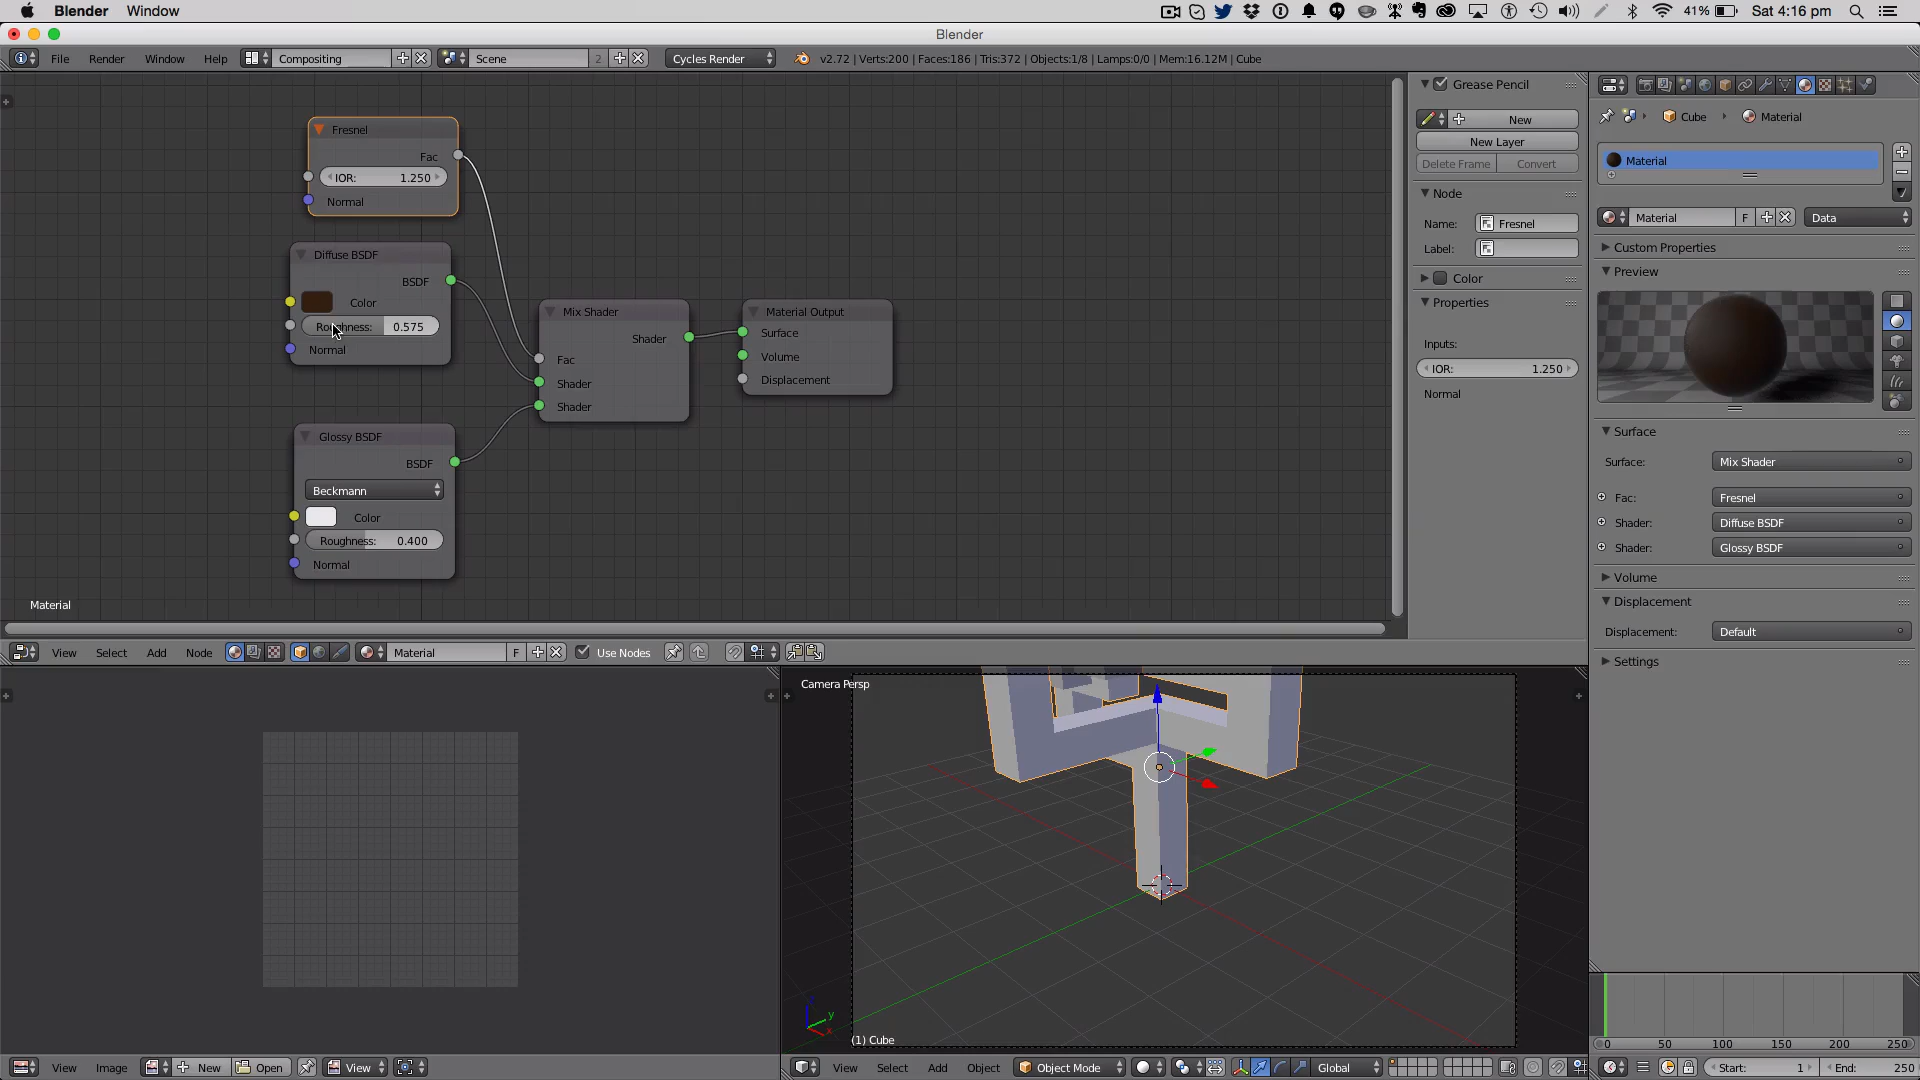 Blender Window 41% Sat 4:16 pm
Blender
File Render Window Help Compositing Scene 2 Cycles Render v2.72 | Verts:200 | Faces:186 | Tris:372 | Objects:1/8 | Lamps:0/0 | Mem:16.12M | Cube
Fresnel
Fac
IOR: 1.250
Normal
Diffuse BSDF
BSDF
Color
Roughness: 0.575
Normal
Glossy BSDF
BSDF
Beckmann
Color
Roughness: 0.400
Normal
Mix Shader
Shader
Fac
Shader
Shader
Material Output
Surface
Volume
Displacement
Material
View Select Add Node Material F Use Nodes
Grease Pencil
New
New Layer
Delete Frame Convert
Node
Name: Fresnel
Label:
Color
Properties
Inputs:
IOR: 1.250
Normal
Cube Material
Material
Material F Data
Custom Properties
Preview
Surface
Surface: Mix Shader
Fac: Fresnel
Shader: Diffuse BSDF
Shader: Glossy BSDF
Volume
Displacement
Displacement: Default
Settings
Camera Persp
z
y
x
(1) Cube
View Image New Open View
View Select Add Object Object Mode Global
0 50 100 150 200 250
Start: 1 End: 250